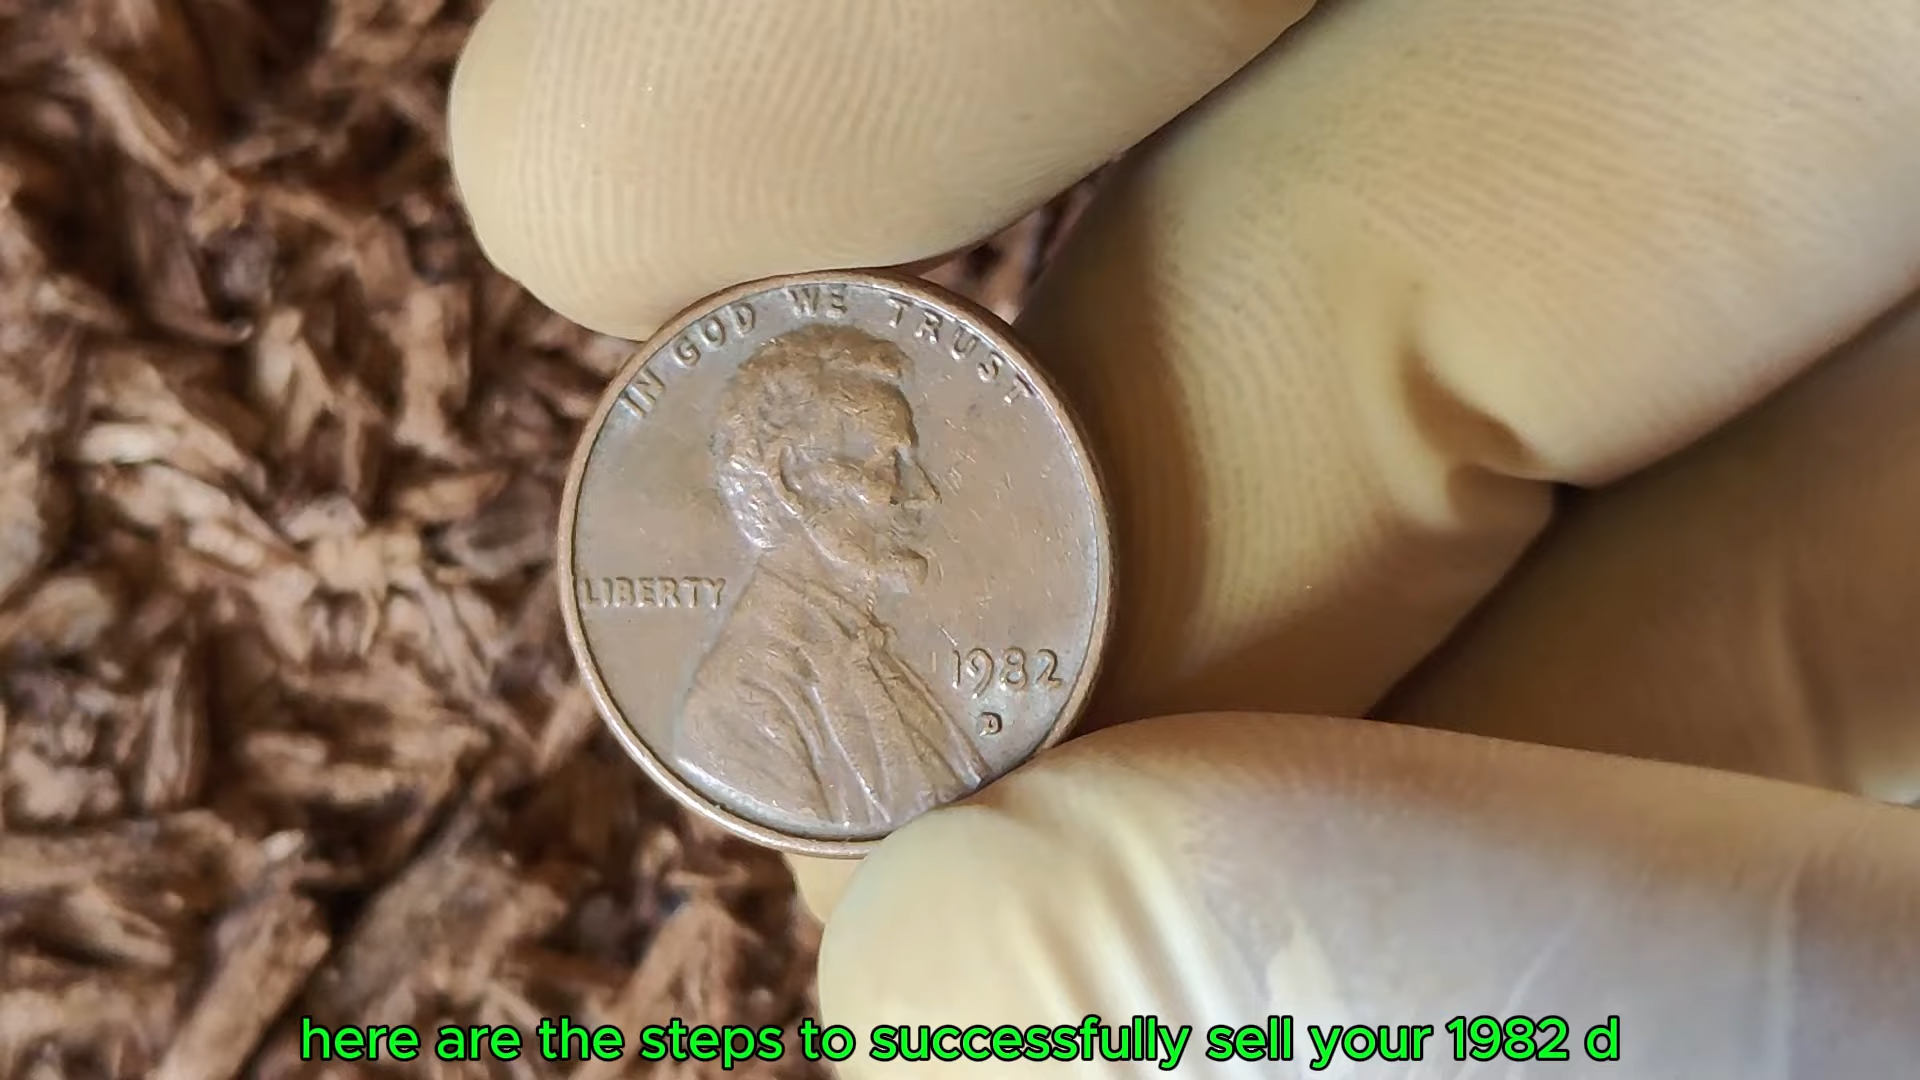 IN GOD WE TRUST
LIBERTY
1982
D
here are the steps to successfully sell your 1982 d